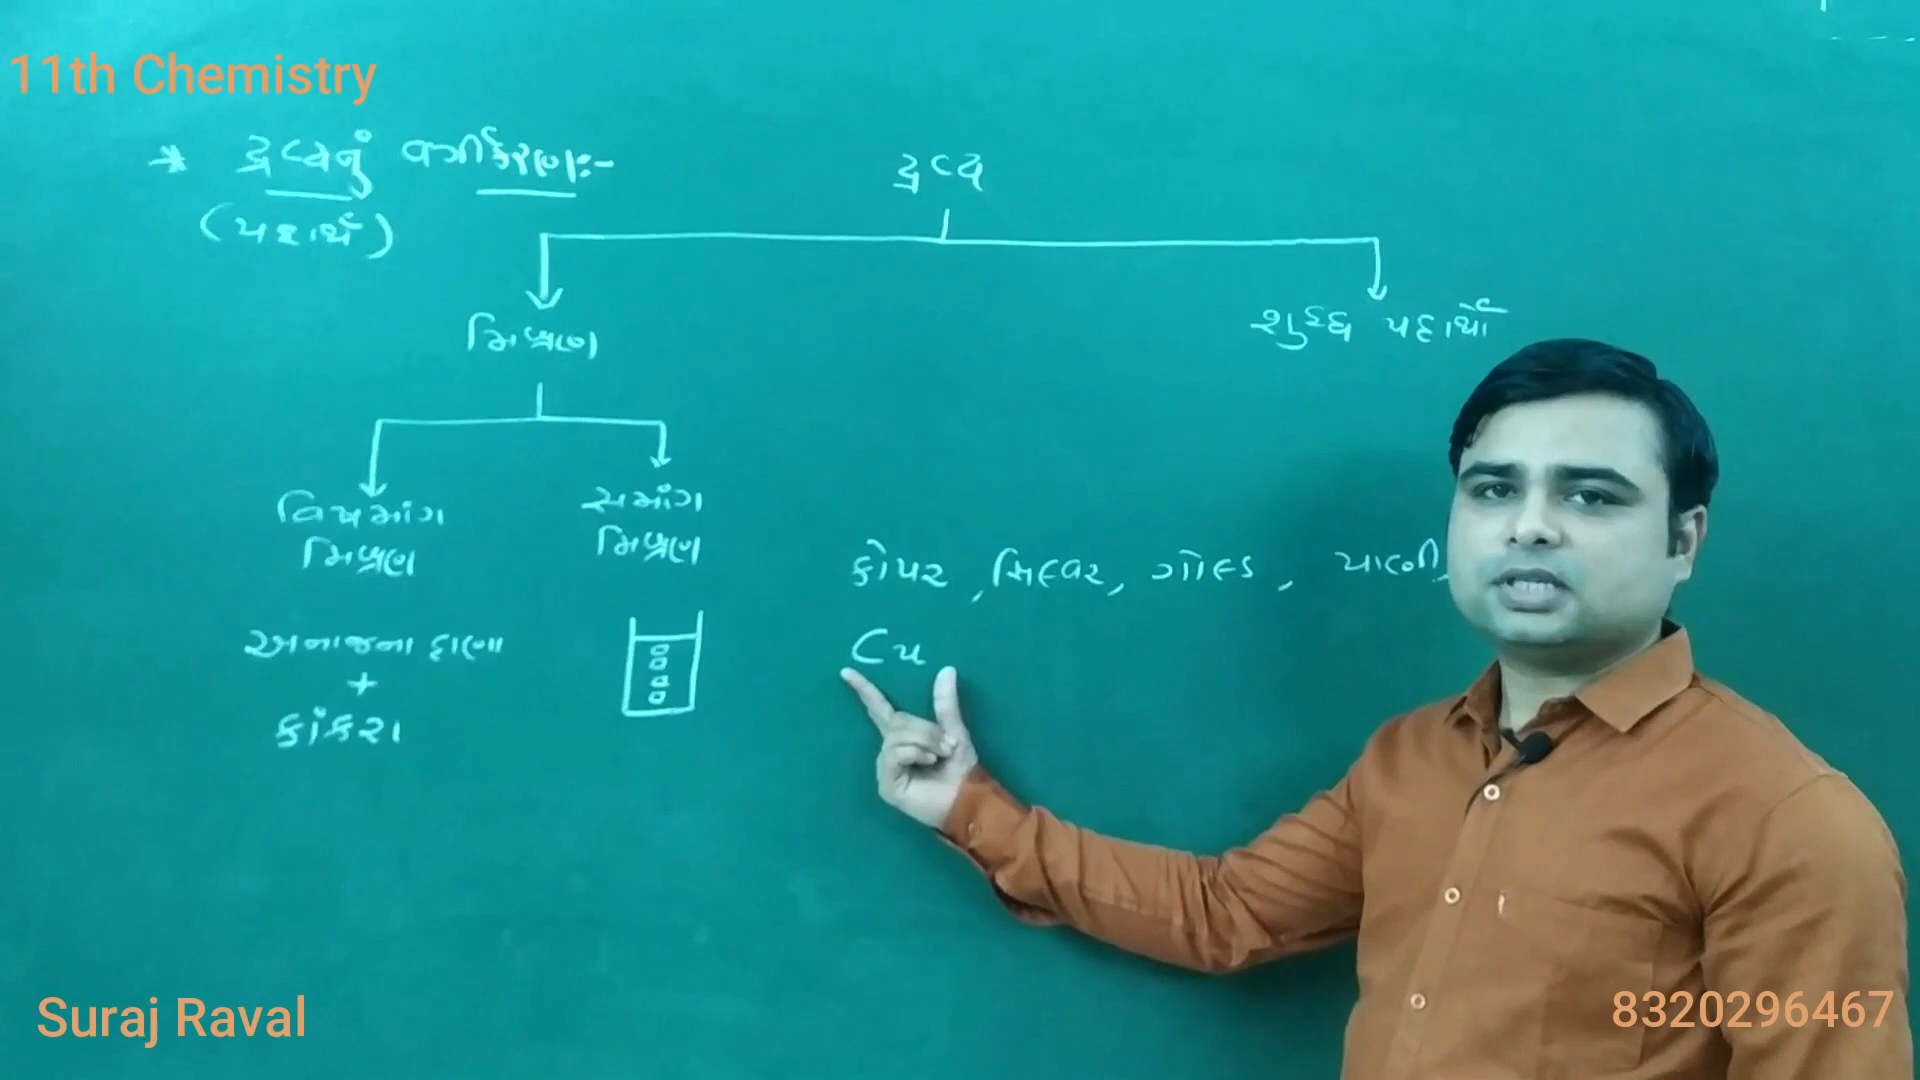 11th Chemistry
* દ્રવ્યનું વર્ગીકરણ:-
(પદાર્થ)
દ્રવ્ય
મિશ્રણ
શુદ્ધ પદાર્થો
વિષમાંગ
મિશ્રણ
સમાંગ
મિશ્રણ
કોપર, સિલ્વર, ગોલ્ડ, પાણી,
અનાજના દાણા
+
કાંકરા
Cu
Suraj Raval
8320296467